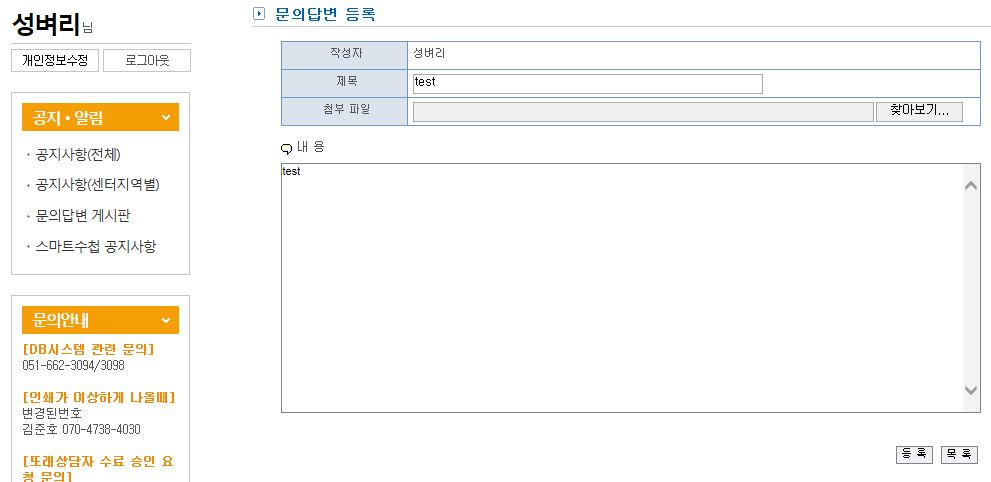 성벼리님
개인정보수정 로그아웃
공지 • 알림
· 공지사항(전체)
· 공지사항(센터지역별)
· 문의답변 게시판
· 스마트수첩 공지사항
문의안내
[DB시스템 관련 문의]
051-662-3094/3098
[인쇄가 이상하게 나올때]
변경된번호
김준호 070-4738-4030
[또래상담자 수료 승인 요
청 문의]
문의답변 등록
작성자 성벼리
제목 test
첨부 파일 찾아보기...
내 용
test
등 록 목 록